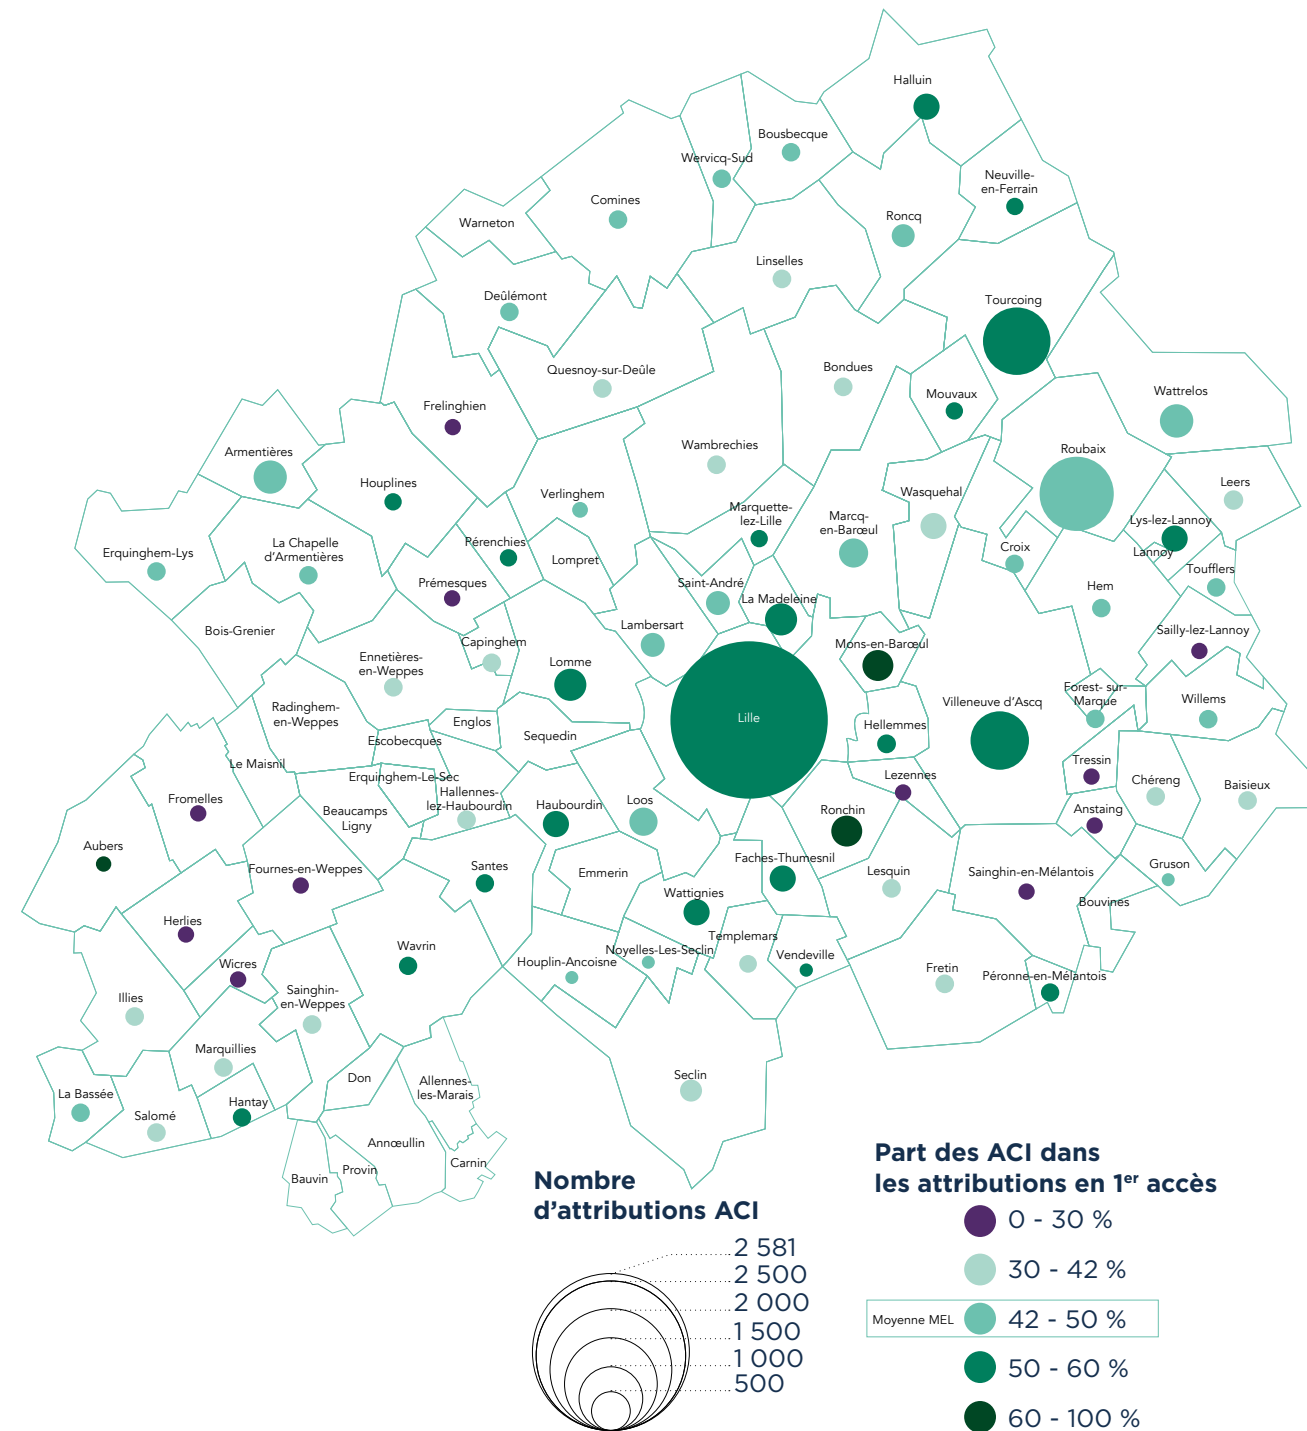 Halluin
Bousbecque
Wervicq-Sud
Neuville-
en-Ferrain
Comines
Roncq
Warneton
Linselles
Deûlémont
Tourcoing
Quesnoy-sur-Deûle
Bondues
Mouvaux
Wattrelos
Frelinghien
Wambrechies
Roubaix
Armentières
Houplines
Verlinghem
Wasquehal
Leers
Marquette-
lez-Lille
Marcq-
en-Barœul
Lys-lez-Lannoy
Lannoy
Croix
Erquinghem-Lys
La Chapelle
d'Armentières
Pérenchies
Lompret
Toufflers
Prémesques
Saint-André
La Madeleine
Hem
Bois-Grenier
Lambersart
Sailly-lez-Lannoy
Capinghem
Mons-en-Barœul
Ennetières-
en-Weppes
Lomme
Forest- sur-
Marque
Willems
Radinghem-
en-Weppes
Lille
Villeneuve d'Ascq
Englos
Sequedin
Hellemmes
Escobecques
Le Maisnil
Tressin
Erquinghem-Le-Sec
Lezennes
Chéreng
Baisieux
Fromelles
Hallennes-
lez-Haubourdin
Beaucamps
Ligny
Haubourdin
Loos
Ronchin
Anstaing
Aubers
Fournes-en-Weppes
Santes
Emmerin
Faches-Thumesnil
Lesquin
Sainghin-en-Mélantois
Gruson
Wattignies
Bouvines
Herlies
Templemars
Noyelles-Les-Seclin
Vendeville
Wicres
Wavrin
Houplin-Ancoisne
Fretin
Péronne-en-Mélantois
Illies
Sainghin-
en-Weppes
Marquillies
Don
Allennes-
les-Marais
Seclin
La Bassée
Salomé
Hantay
Annœullin
Bauvin
Provin
Carnin
Nombre
d'attributions ACI
2 581
2 500
2 000
1 500
1 000
500
Part des ACI dans
les attributions en 1er accès
0 - 30 %
30 - 42 %
Moyenne MEL
42 - 50 %
50 - 60 %
60 - 100 %